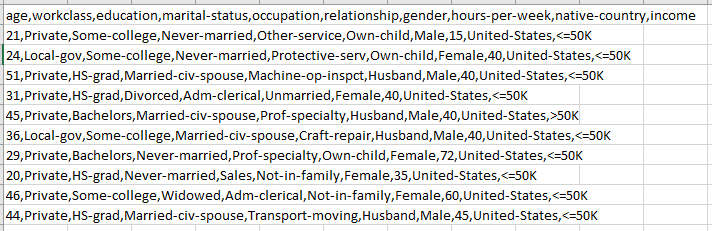 age,workclass,education,marital-status,occupation,relationship,gender,hours-per-week,native-country,income
21,Private,Some-college,Never-married,Other-service,Own-child,Male,15,United-States,<=50K
24,Local-gov,Some-college,Never-married,Protective-serv,Own-child,Female,40,United-States,<=50K
51,Private,HS-grad,Married-civ-spouse,Machine-op-inspct,Husband,Male,40,United-States,<=50K
31,Private,HS-grad,Divorced,Adm-clerical,Unmarried,Female,40,United-States,<=50K
45,Private,Bachelors,Married-civ-spouse,Prof-specialty,Husband,Male,40,United-States,>50K
36,Local-gov,Some-college,Married-civ-spouse,Craft-repair,Husband,Male,40,United-States,<=50K
29,Private,Bachelors,Never-married,Prof-specialty,Own-child,Female,72,United-States,<=50K
20,Private,HS-grad,Never-married,Sales,Not-in-family,Female,35,United-States,<=50K
46,Private,Some-college,Widowed,Adm-clerical,Not-in-family,Female,60,United-States,<=50K
44,Private,HS-grad,Married-civ-spouse,Transport-moving,Husband,Male,45,United-States,<=50K